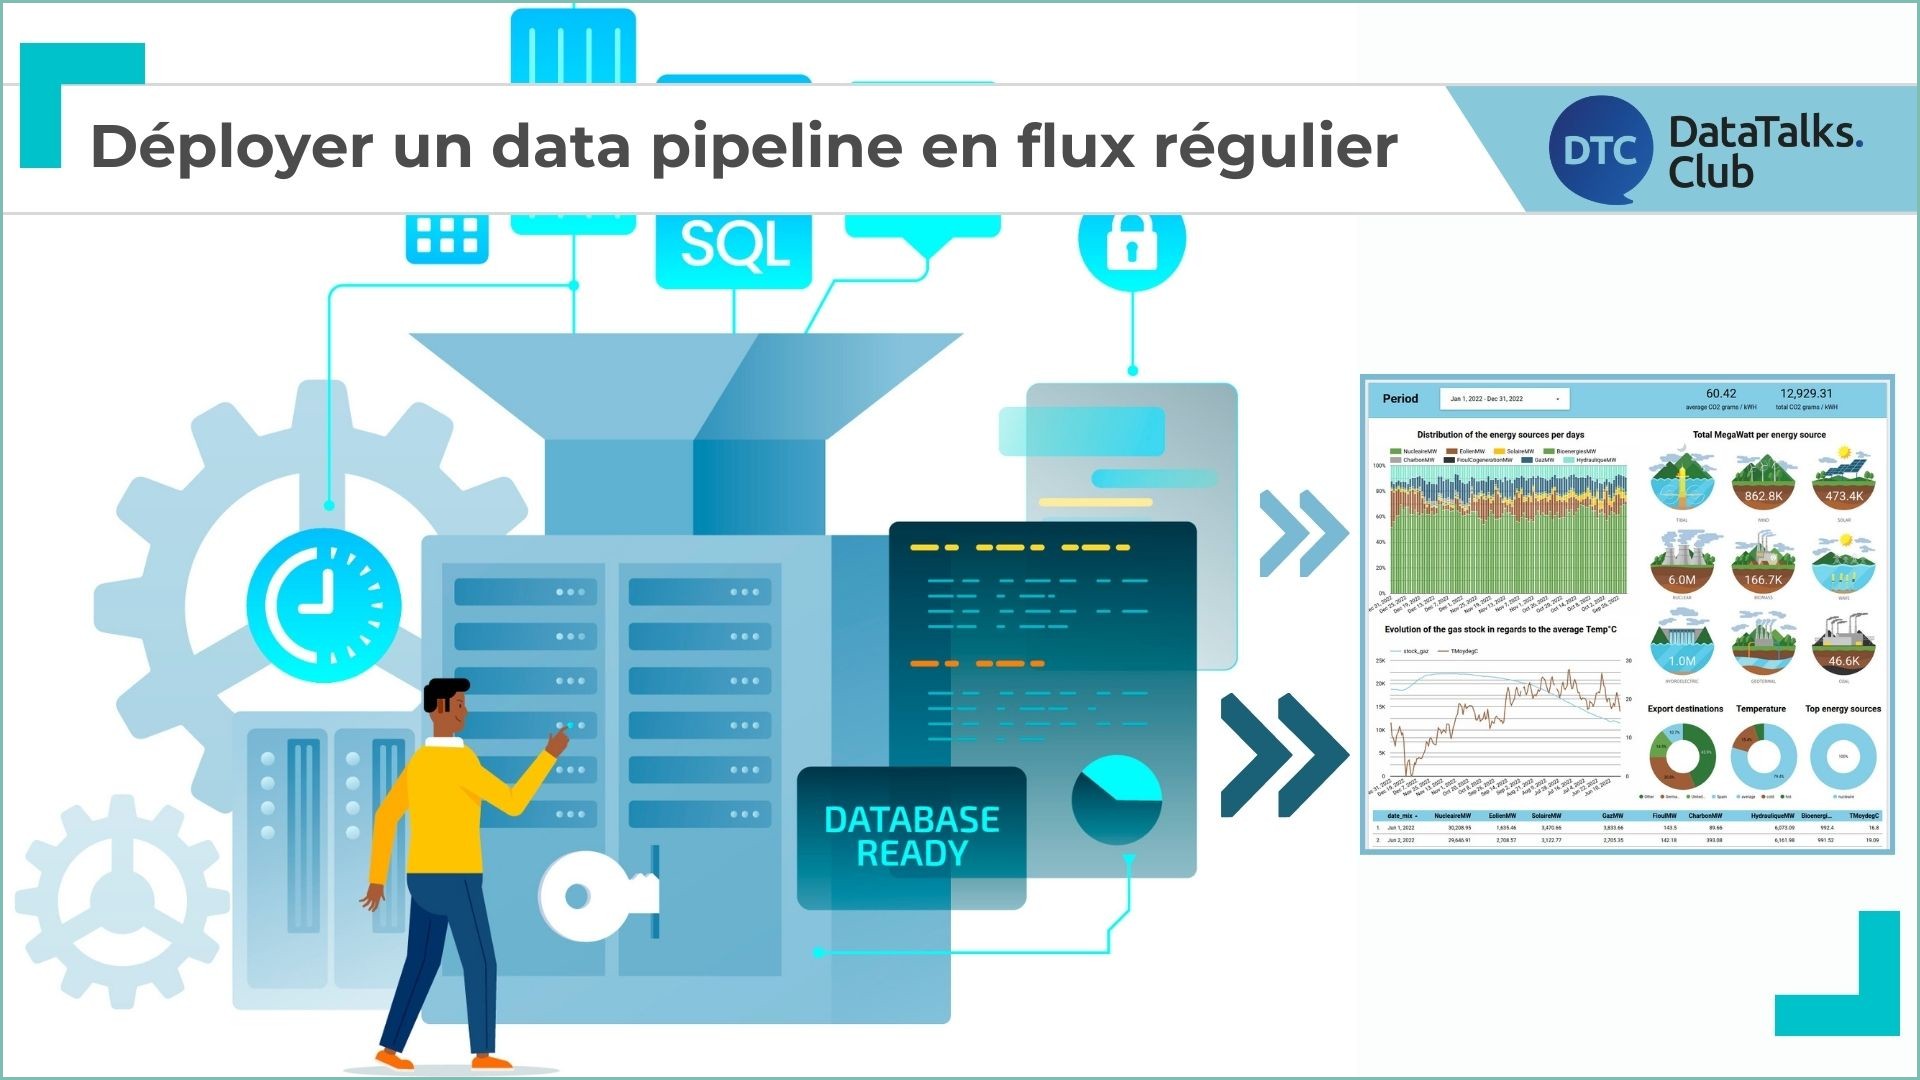 Déployer un data pipeline en flux régulier
DTC
DataTalks.
Club
SQL
DATABASE
READY
Period
Jan 1, 2022 - Dec 31, 2022
60.42
average CO2 grams / kWH
12,929.31
total CO2 grams / kWH
Distribution of the energy sources per days
NucleaireMW EolienMW SolaireMW BioenergiesMW
CharbonMW FioulCogenerationMW GazMW HydrauliqueMW
100%
80%
60%
40%
20%
0%
Total MegaWatt per energy source
862.8K
473.4K
TIDAL
WIND
SOLAR
6.0M
166.7K
NUCLEAR
BIOMASS
WAVE
1.0M
46.6K
HYDROELECTRIC
GEOTERMAL
COAL
Evolution of the gas stock in regards to the average Temp°C
stock_gaz TMoydegC
25K
20K
15K
10K
5K
0
30
20
10
0
Export destinations
Temperature
Top energy sources
100%
date_mix NucleaireMW EolienMW SolaireMW GazMW FioulMW CharbonMW HydrauliqueMW Bioenergi... TMoydegC
1. Jun 1, 2022 30,208.95 1,635.46 3,470.66 3,833.66 143.5 89.66 6,073.09 992.4 16.8
2. Jun 2, 2022 29,646.91 2,708.57 3,122.77 2,705.35 142.18 393.08 6,161.98 991.52 19.09